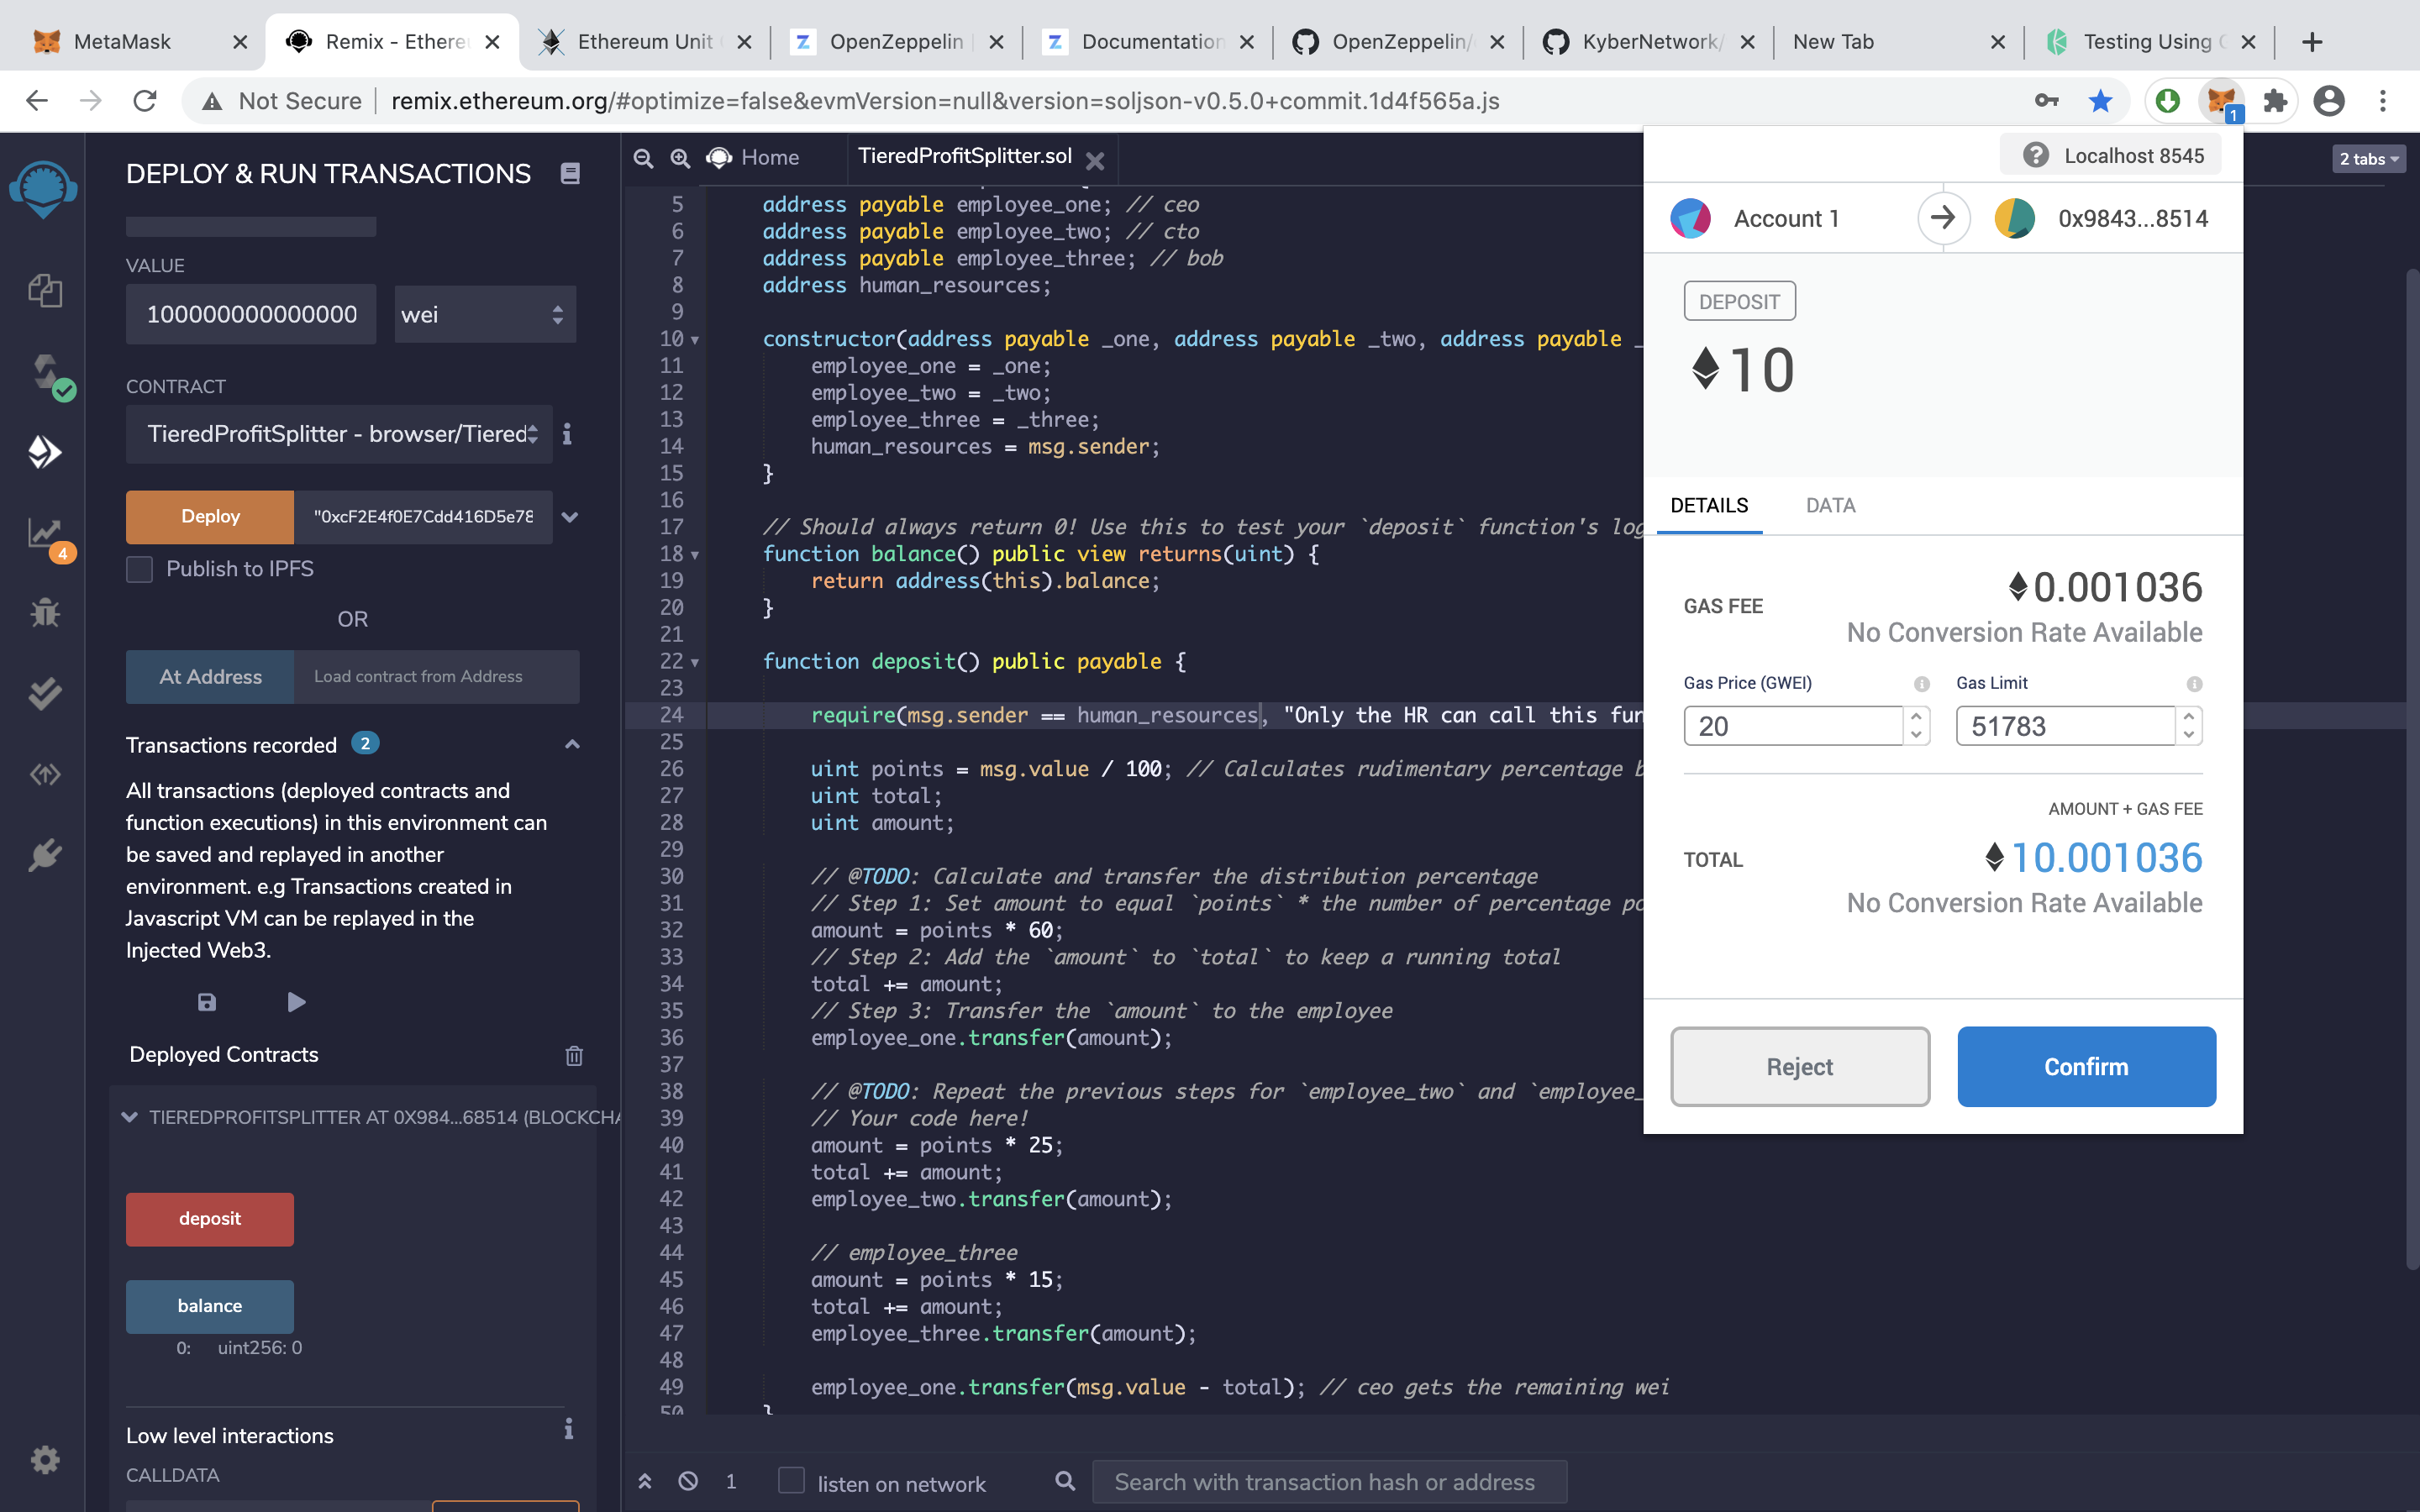 MetaMask
Remix - Ethere
Ethereum Unit
OpenZeppelin
Documentation
OpenZeppelin/
KyberNetwork/
New Tab
Testing Using
Not Secure
remix.ethereum.org/#optimize=false&evmVersion=null&version=soljson-v0.5.0+commit.1d4f565a.js
1
DEPLOY & RUN TRANSACTIONS
VALUE
100000000000000
wei
CONTRACT
TieredProfitSplitter - browser/Tiered
Deploy
"0xcF2E4f0E7Cdd416D5e78
4
Publish to IPFS
OR
At Address
Load contract from Address
Transactions recorded 2
All transactions (deployed contracts and
function executions) in this environment can
be saved and replayed in another
environment. e.g Transactions created in
Javascript VM can be replayed in the
Injected Web3.
Deployed Contracts
TIEREDPROFITSPLITTER AT 0X984...68514 (BLOCKCHA
deposit
balance
0: uint256: 0
Low level interactions
CALLDATA
Home
TieredProfitSplitter.sol
2 tabs
5 address payable employee_one; // ceo
6 address payable employee_two; // cto
7 address payable employee_three; // bob
8 address human_resources;
9
10 constructor(address payable _one, address payable _two, address payable _
11 employee_one = _one;
12 employee_two = _two;
13 employee_three = _three;
14 human_resources = msg.sender;
15 }
16
17 // Should always return 0! Use this to test your `deposit` function's log
18 function balance() public view returns(uint) {
19 return address(this).balance;
20 }
21
22 function deposit() public payable {
23
24 require(msg.sender == human_resources, "Only the HR can call this fun
25
26 uint points = msg.value / 100; // Calculates rudimentary percentage b
27 uint total;
28 uint amount;
29
30 // @TODO: Calculate and transfer the distribution percentage
31 // Step 1: Set amount to equal `points` * the number of percentage po
32 amount = points * 60;
33 // Step 2: Add the `amount` to `total` to keep a running total
34 total += amount;
35 // Step 3: Transfer the `amount` to the employee
36 employee_one.transfer(amount);
37
38 // @TODO: Repeat the previous steps for `employee_two` and `employee_
39 // Your code here!
40 amount = points * 25;
41 total += amount;
42 employee_two.transfer(amount);
43
44 // employee_three
45 amount = points * 15;
46 total += amount;
47 employee_three.transfer(amount);
48
49 employee_one.transfer(msg.value - total); // ceo gets the remaining wei
50 }
1
listen on network
Search with transaction hash or address
Localhost 8545
Account 1
0x9843...8514
DEPOSIT
10
DETAILS
DATA
GAS FEE
0.001036
No Conversion Rate Available
Gas Price (GWEI)
Gas Limit
20
51783
AMOUNT + GAS FEE
TOTAL
10.001036
No Conversion Rate Available
Reject
Confirm